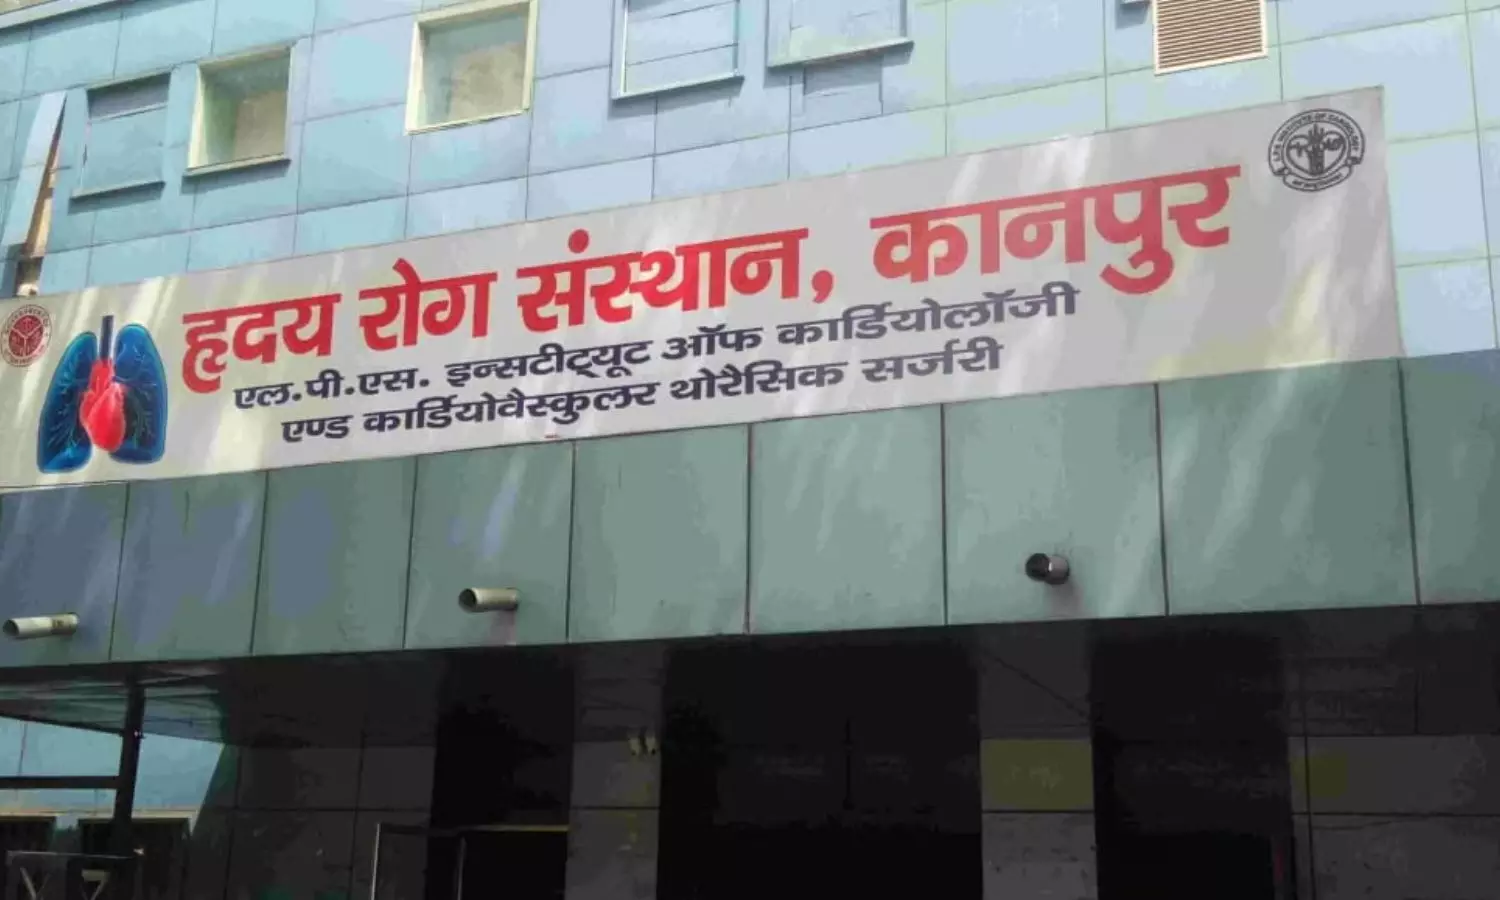 हृदय रोग संस्थान, कानपुर
एल.पी.एस. इन्सटीट्यूट ऑफ कार्डियोलॉजी
एण्ड कार्डियोवैस्कुलर थोरैसिक सर्जरी